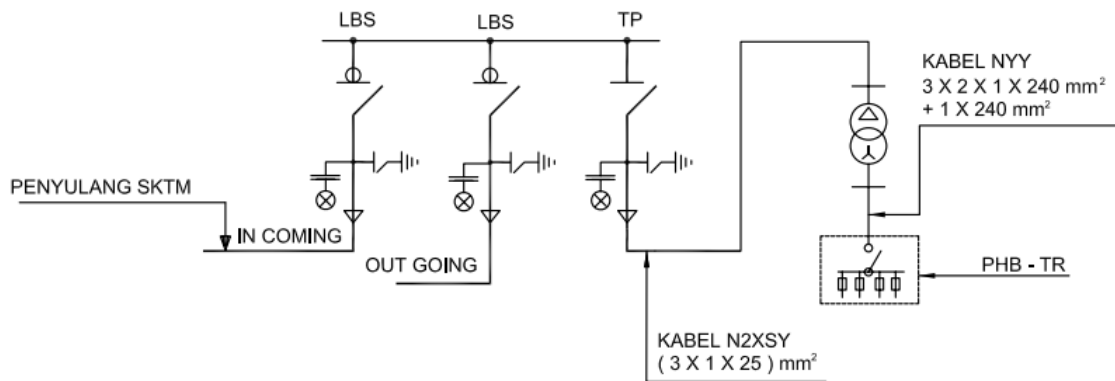 LBS
LBS
TP
KABEL NYY
3 X 2 X 1 X 240 mm²
+ 1 X 240 mm²
PENYULANG SKTM
IN COMING
OUT GOING
PHB - TR
KABEL N2XSY
( 3 X 1 X 25 ) mm²